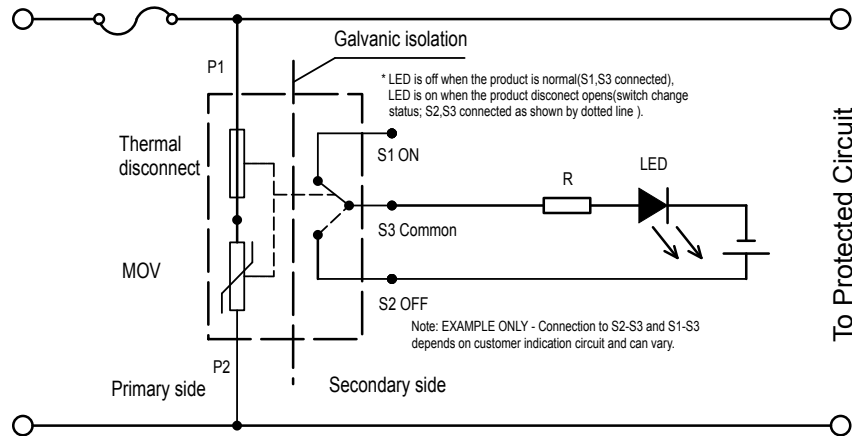 Galvanic isolation
P1
* LED is off when the product is normal(S1,S3 connected),
LED is on when the product disconect opens(switch change
status; S2,S3 connected as shown by dotted line ).
Thermal
disconnect
S1 ON
R
LED
S3 Common
MOV
S2 OFF
Note: EXAMPLE ONLY - Connection to S2-S3 and S1-S3
depends on customer indication circuit and can vary.
P2
Primary side
Secondary side
To Protected Circuit